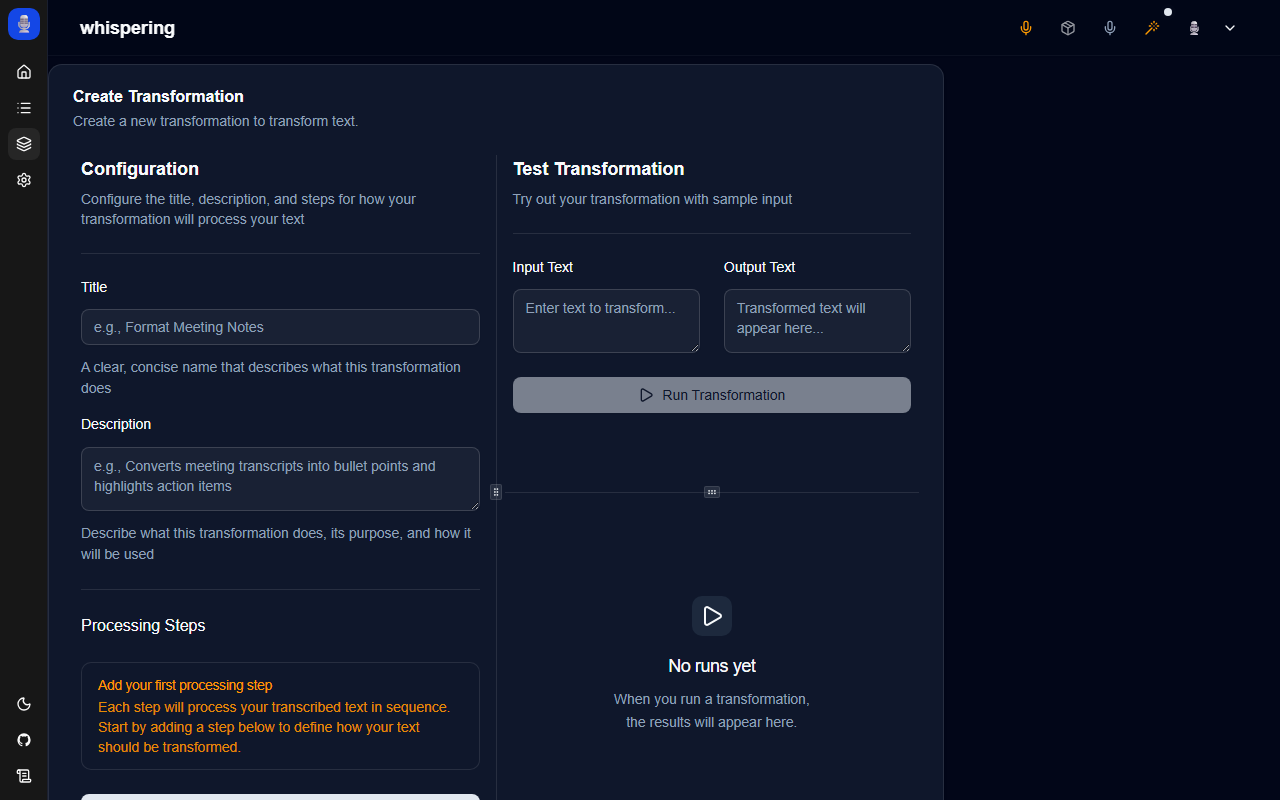 whispering
Create Transformation
Create a new transformation to transform text.
Configuration
Configure the title, description, and steps for how your
transformation will process your text
Title
e.g., Format Meeting Notes
A clear, concise name that describes what this transformation
does
Description
e.g., Converts meeting transcripts into bullet points and
highlights action items
Describe what this transformation does, its purpose, and how it
will be used
Processing Steps
Add your first processing step
Each step will process your transcribed text in sequence.
Start by adding a step below to define how your text
should be transformed.
Test Transformation
Try out your transformation with sample input
Input Text
Enter text to transform...
Output Text
Transformed text will
appear here...
Run Transformation
No runs yet
When you run a transformation,
the results will appear here.